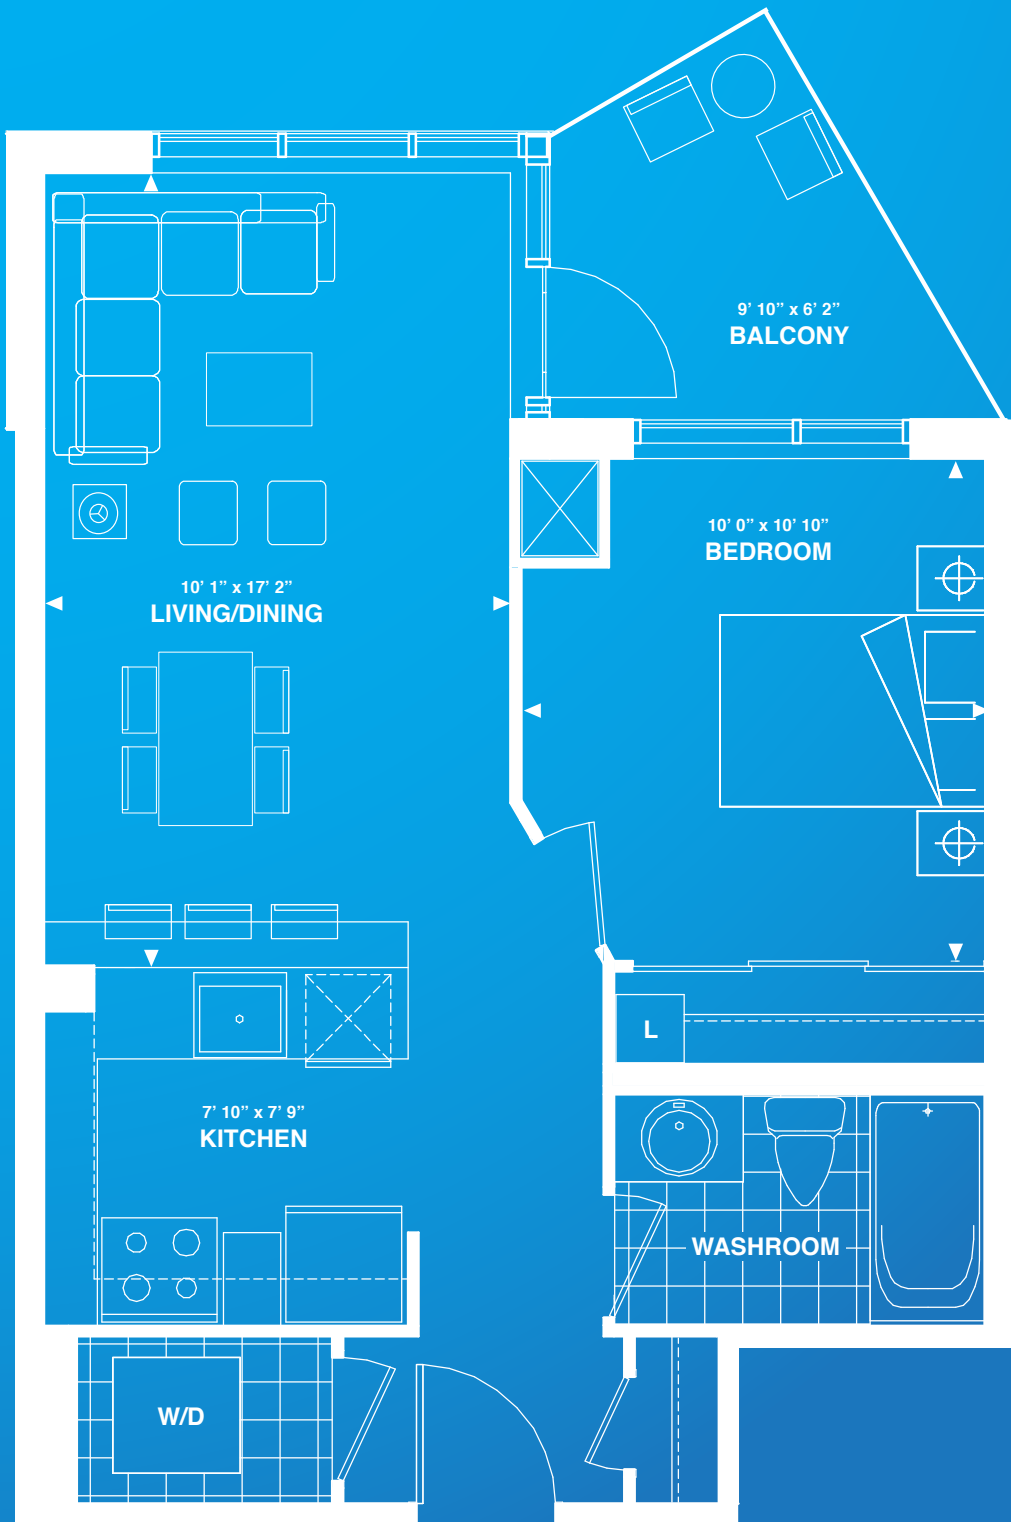 9’ 10” x 6’ 2”
BALCONY
10’ 0” x 10’ 10”
BEDROOM
10’ 1” x 17’ 2”
LIVING/DINING
L
7’ 10” x 7’ 9”
KITCHEN
WASHROOM
W/D